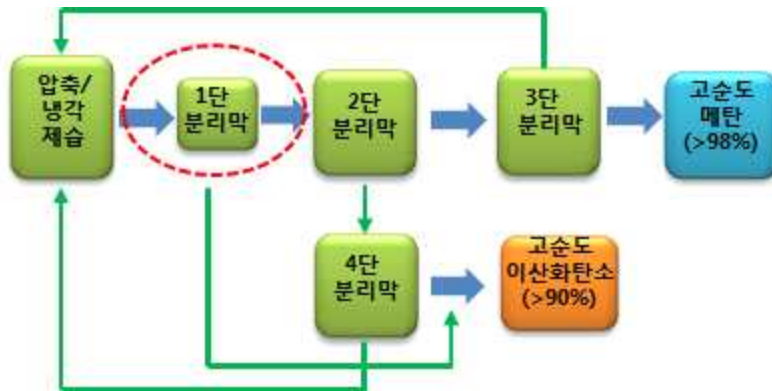 압축/
냉각
제습
1단
분리막
2단
분리막
3단
분리막
고순도
메탄
(>98%)
4단
분리막
고순도
이산화탄소
(>90%)